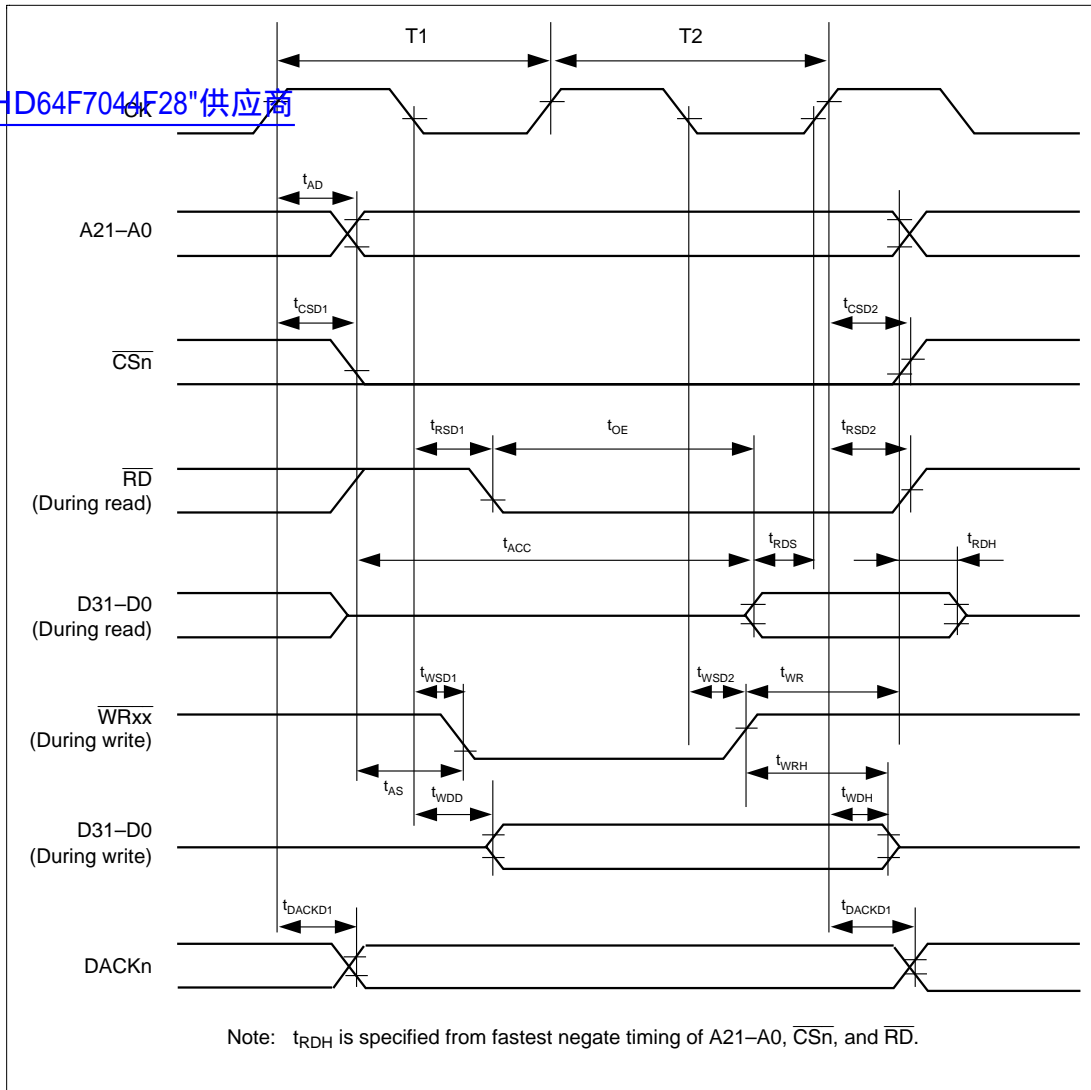 T1 T2
HD64F7044F28"供应商
CK
tAD
A21–A0
tCSD1 tCSD2
CSn
tRSD1 tOE tRSD2
RD
(During read)
tACC tRDS tRDH
D31–D0
(During read)
tWSD1 tWSD2 tWR
WRxx
(During write)
tAS tWRH
tWDD tWDH
D31–D0
(During write)
tDACKD1 tDACKD1
DACKn
Note: tRDH is specified from fastest negate timing of A21–A0, CSn, and RD.